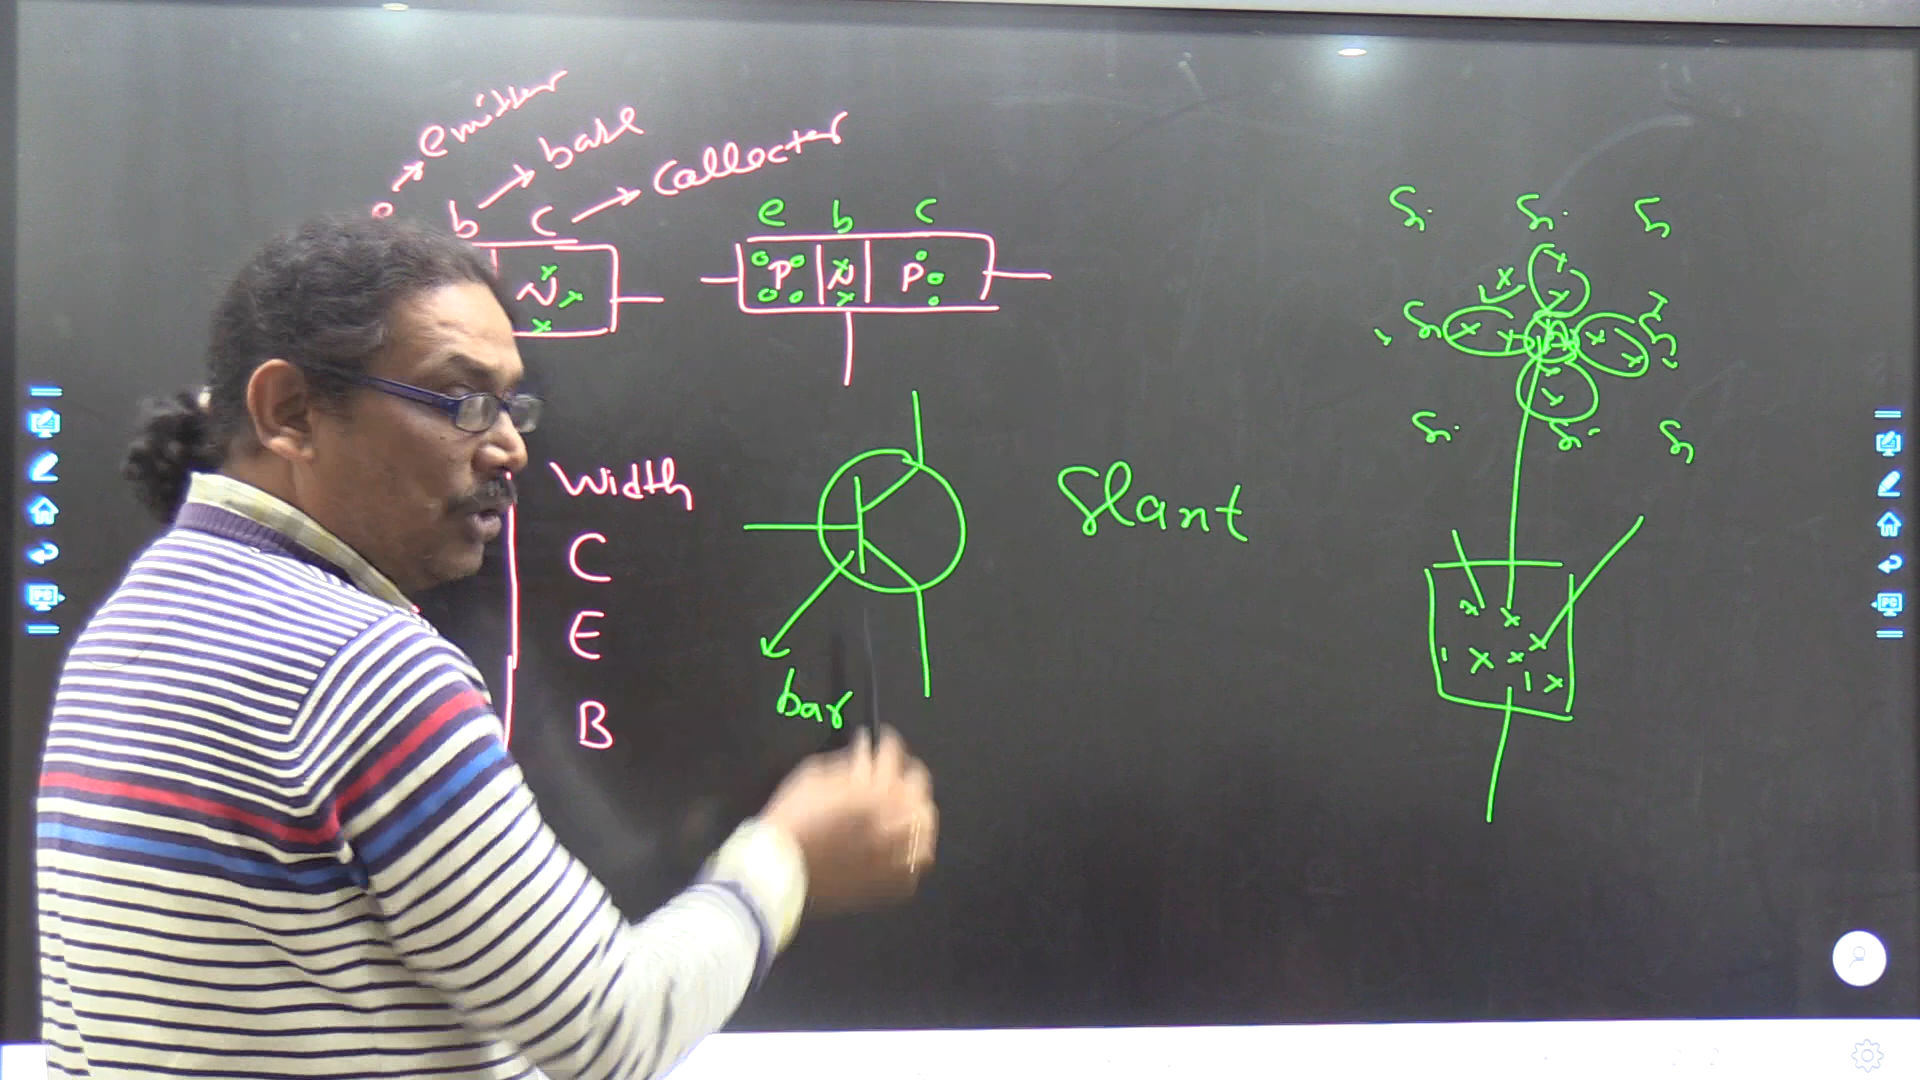 e → emitter
b → base
c → Collector
N
e b c
P N P
Width
C
E
B
bar
Slant
Si Si Si
Si Si
Si Si Si